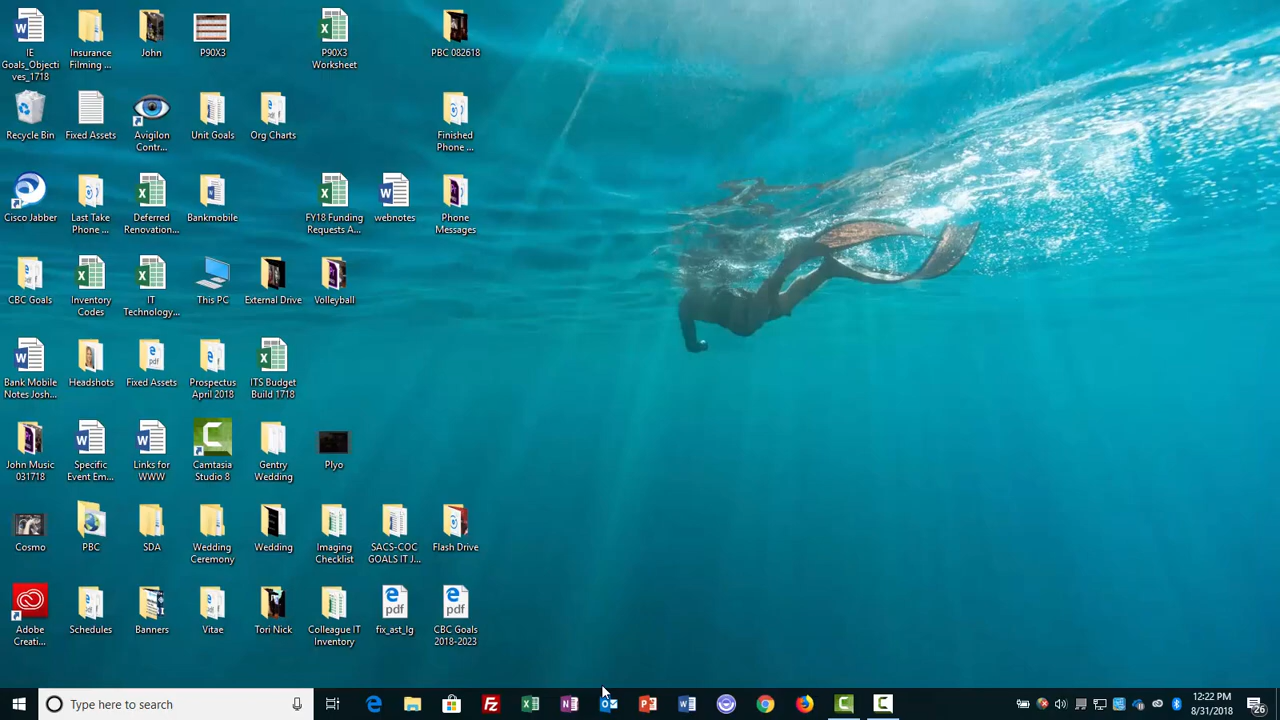 IE
Goals_Objecti
ves_1718
Insurance
Filming ...
John
P90X3
P90X3
Worksheet
PBC 082618
Recycle Bin
Fixed Assets
Avigilon
Contr...
Unit Goals
Org Charts
Finished
Phone ...
Cisco Jabber
Last Take
Phone ...
Deferred
Renovation...
Bankmobile
FY18 Funding
Requests A...
webnotes
Phone
Messages
CBC Goals
Inventory
Codes
IT
Technology...
This PC
External Drive
Volleyball
Bank Mobile
Notes Josh...
Headshots
Fixed Assets
Prospectus
April 2018
ITS Budget
Build 1718
John Music
031718
Specific
Event Em...
Links for
WWW
Camtasia
Studio 8
Gentry
Wedding
Plyo
Cosmo
PBC
SDA
Wedding
Ceremony
Wedding
Imaging
Checklist
SACS-COC
GOALS IT J...
Flash Drive
Adobe
Creati...
Schedules
Banners
Vitae
Tori Nick
Colleague IT
Inventory
pdf
fix_ast_lg
pdf
CBC Goals
2018-2023
Type here to search
12:22 PM
8/31/2018